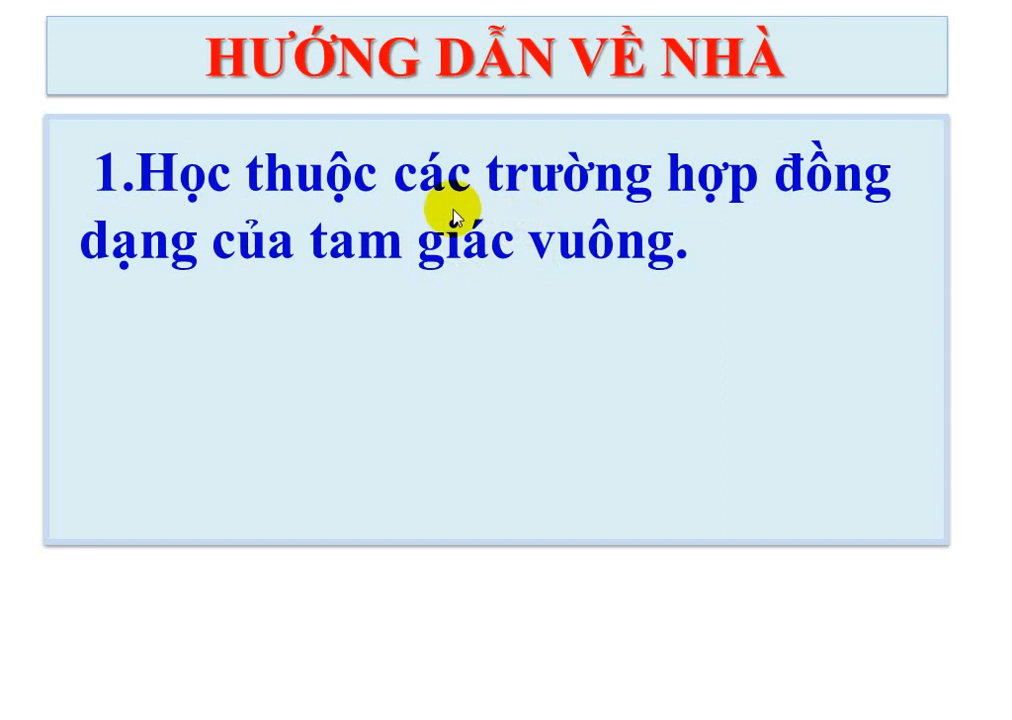 HƯỚNG DẪN VỀ NHÀ
1.Học thuộc các trường hợp đồng
dạng của tam giác vuông.